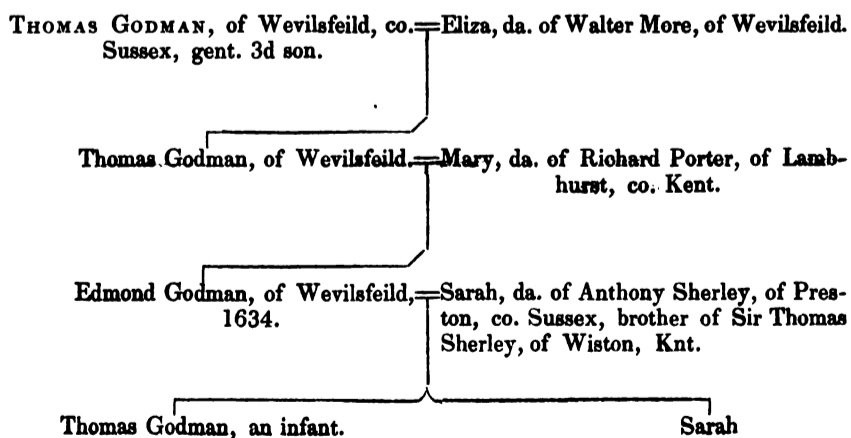 THOMAS GODMAN, of Wevilsfeild, co.=Eliza, da. of Walter More, of Wevilsfeild.
Sussex, gent. 3d son.
Thomas Godman, of Wevilsfeild.=Mary, da. of Richard Porter, of Lamb-
hurst, co. Kent.
Edmond Godman, of Wevilsfeild,=Sarah, da. of Anthony Sherley, of Pres-
1634.
ton, co. Sussex, brother of Sir Thomas
Sherley, of Wiston, Knt.
Thomas Godman, an infant.
Sarah